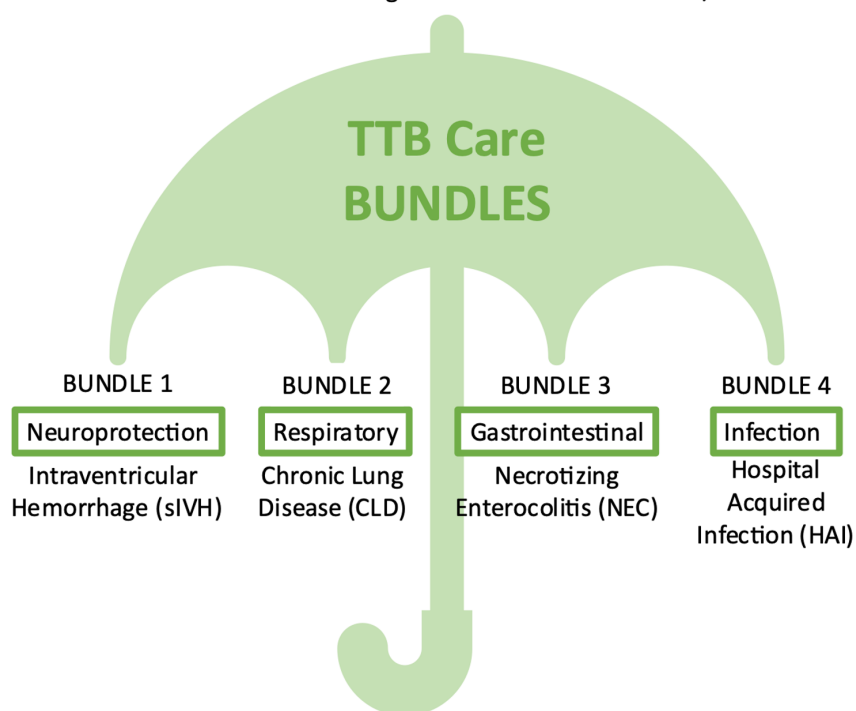 TTB Care
BUNDLES
BUNDLE 1
Neuroprotection
Intraventricular
Hemorrhage (sIVH)
BUNDLE 2
Respiratory
Chronic Lung
Disease (CLD)
BUNDLE 3
Gastrointestinal
Necrotizing
Enterocolitis (NEC)
BUNDLE 4
Infection
Hospital
Acquired
Infection (HAI)